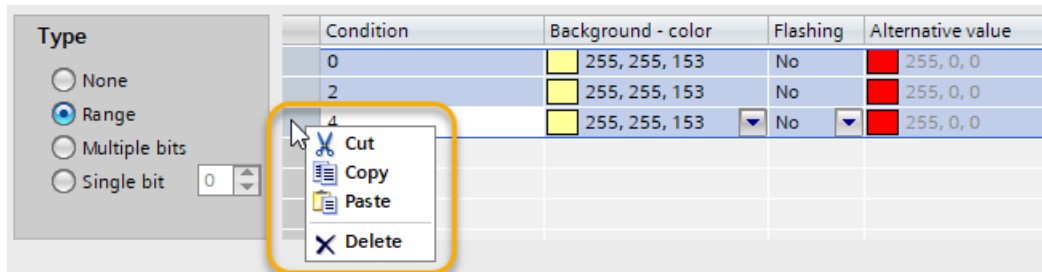 Type
None
Range
Multiple bits
Single bit 0
Condition Background - color Flashing Alternative value
0 255, 255, 153 No 255, 0, 0
2 255, 255, 153 No 255, 0, 0
4 255, 255, 153 No 255, 0, 0
Cut
Copy
Paste
Delete